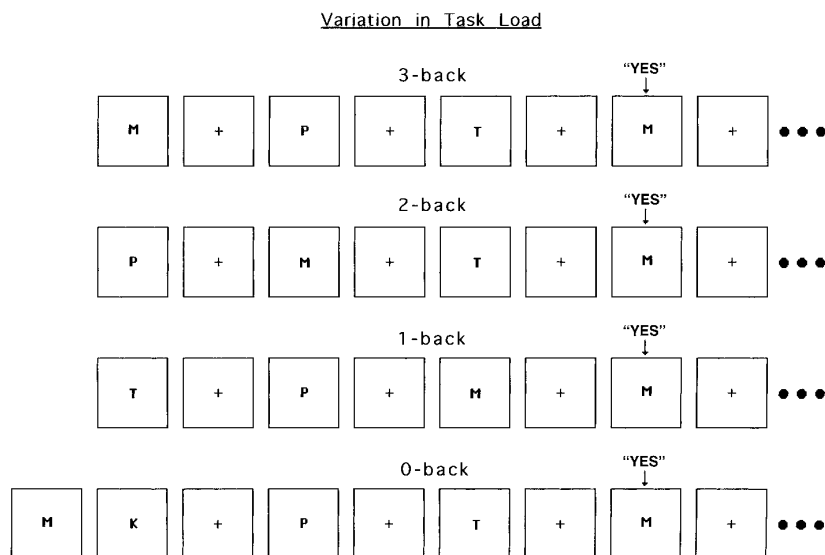 Variation in Task Load
3-back
“YES”
M + P + T + M +
2-back
“YES”
P + M + T + M +
1-back
“YES”
T + P + M + M +
0-back
“YES”
M K + P + T + M +